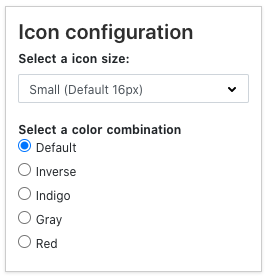 Icon configuration
Select a icon size:
Small (Default 16px)
Select a color combination
Default
Inverse
Indigo
Gray
Red